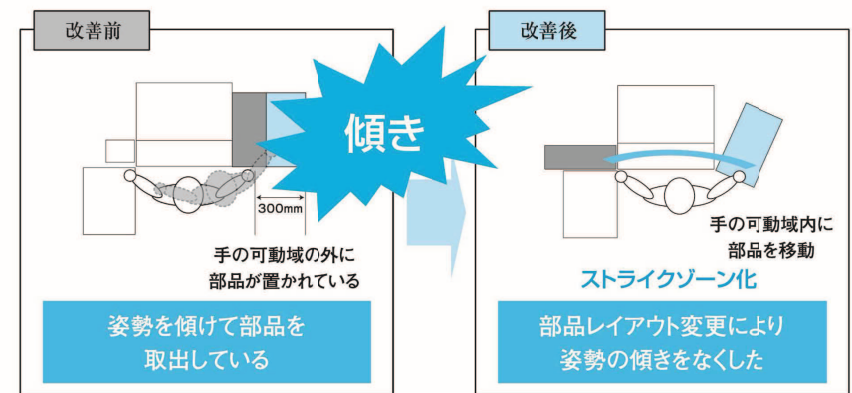 改善前
傾き
300mm
手の可動域の外に
部品が置かれている
姿勢を傾けて部品を
取出している
改善後
手の可動域内に
部品を移動
ストライクゾーン化
部品レイアウト変更により
姿勢の傾きをなくした